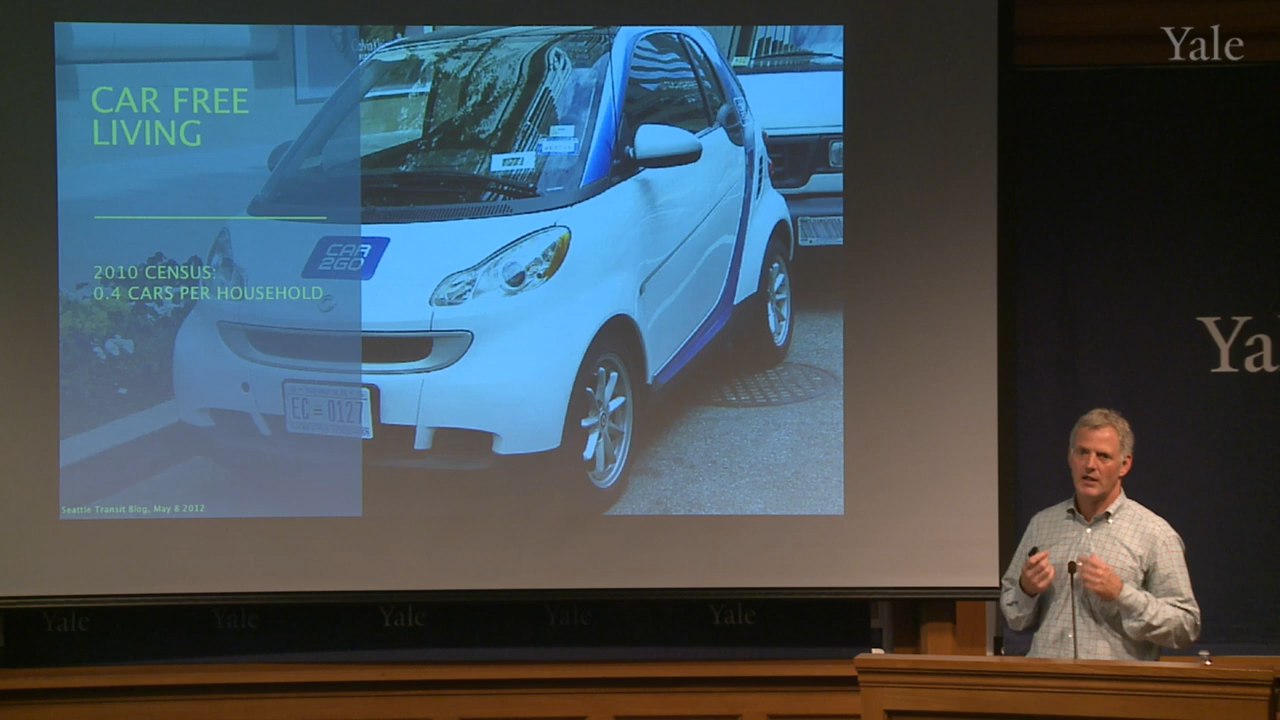 Yale
CAR FREE
LIVING
2010 CENSUS:
0.4 CARS PER HOUSEHOLD
CAR
2GO
EC 0127
Seattle Transit Blog, May 8 2012
Ya
Yale Yale Yale Yale Yale